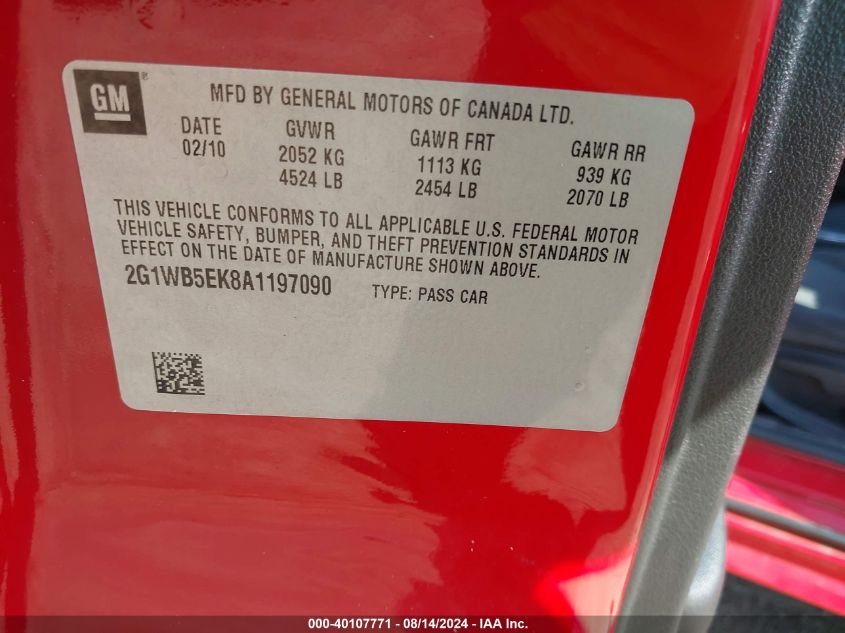 GM ®
MFD BY GENERAL MOTORS OF CANADA LTD.
DATE GVWR GAWR FRT GAWR RR
02/10 2052 KG 1113 KG 939 KG
4524 LB 2454 LB 2070 LB
THIS VEHICLE CONFORMS TO ALL APPLICABLE U.S. FEDERAL MOTOR
VEHICLE SAFETY, BUMPER, AND THEFT PREVENTION STANDARDS IN
EFFECT ON THE DATE OF MANUFACTURE SHOWN ABOVE.
2G1WB5EK8A1197090 TYPE: PASS CAR
000-40107771 - 08/14/2024 - IAA Inc.